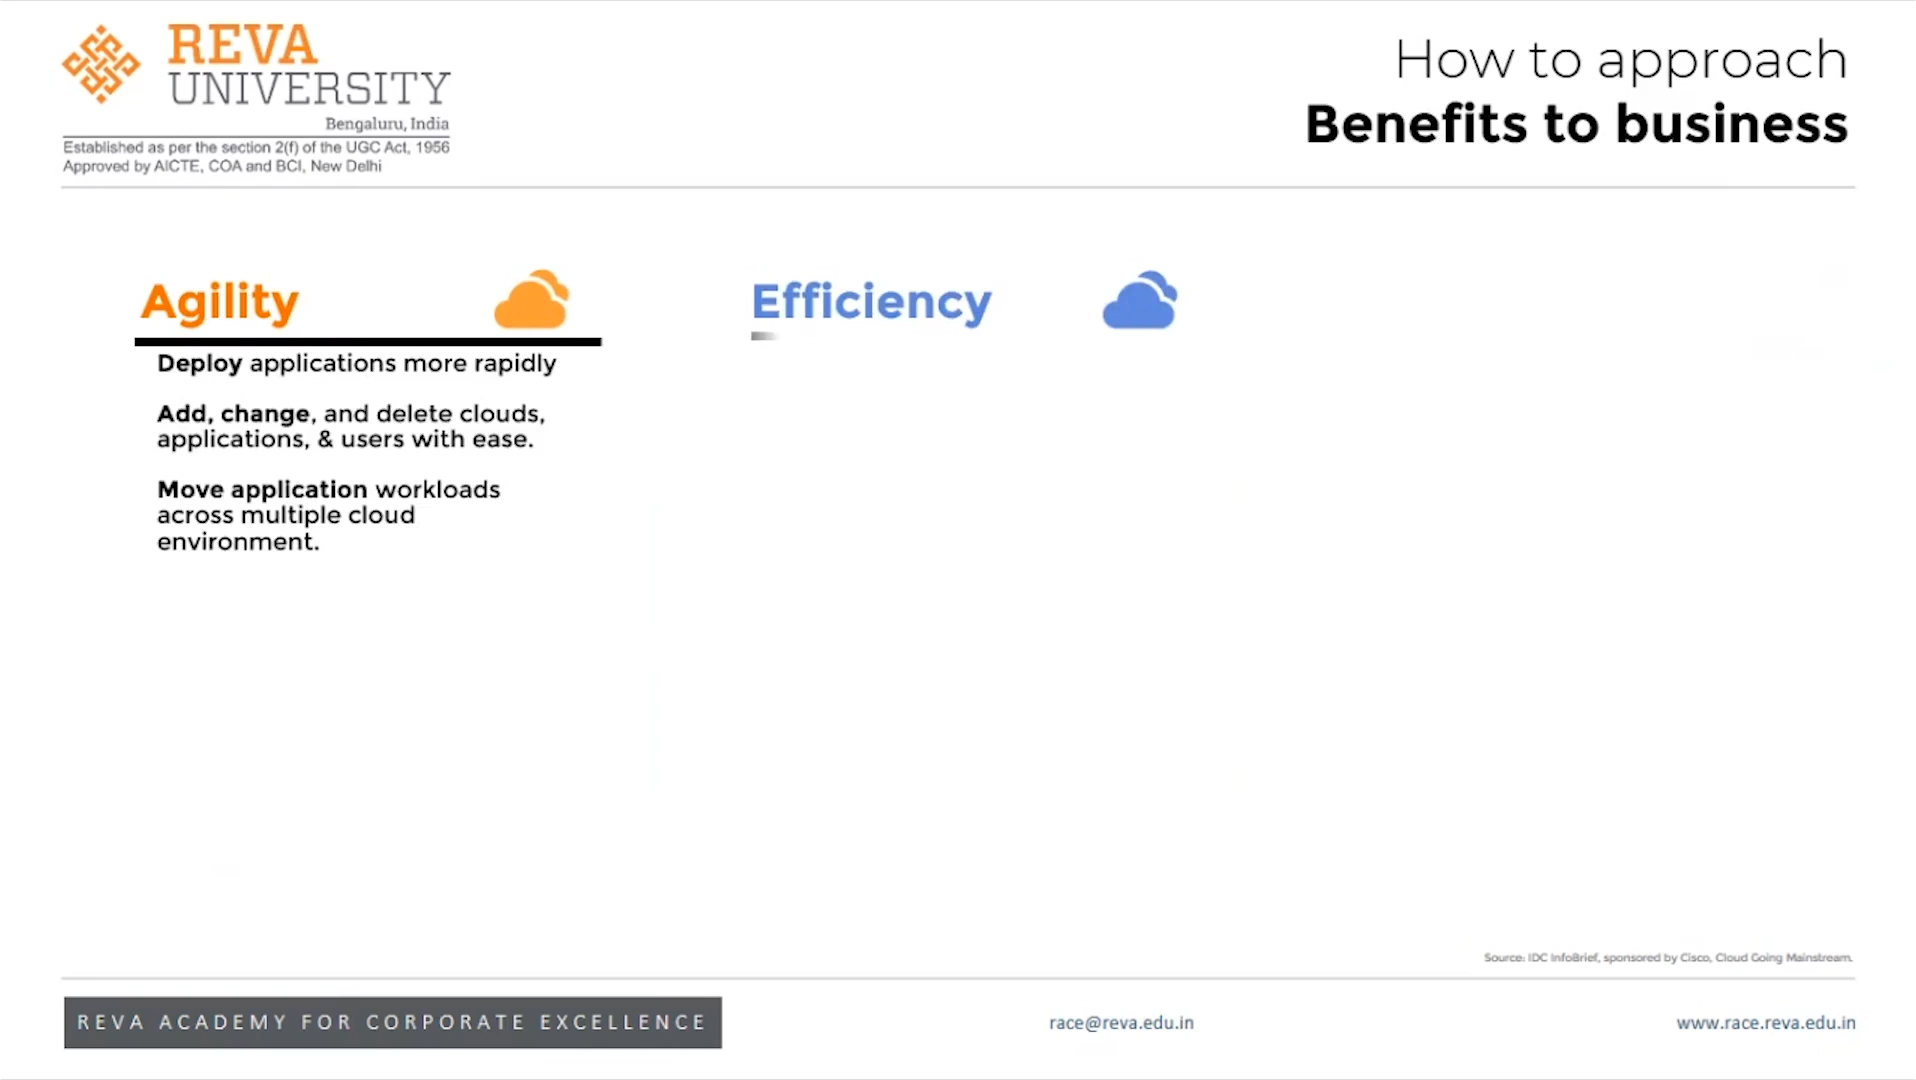 REVA
UNIVERSITY
Bengaluru, India
Established as per the section 2(f) of the UGC Act, 1956
Approved by AICTE, COA and BCI, New Delhi
How to approach
Benefits to business
Agility
Deploy applications more rapidly
Add, change, and delete clouds,
applications, & users with ease.
Move application workloads
across multiple cloud
environment.
Efficiency
Source: IDC InfoBrief, sponsored by Cisco, Cloud Going Mainstream.
REVA ACADEMY FOR CORPORATE EXCELLENCE
race@reva.edu.in
www.race.reva.edu.in